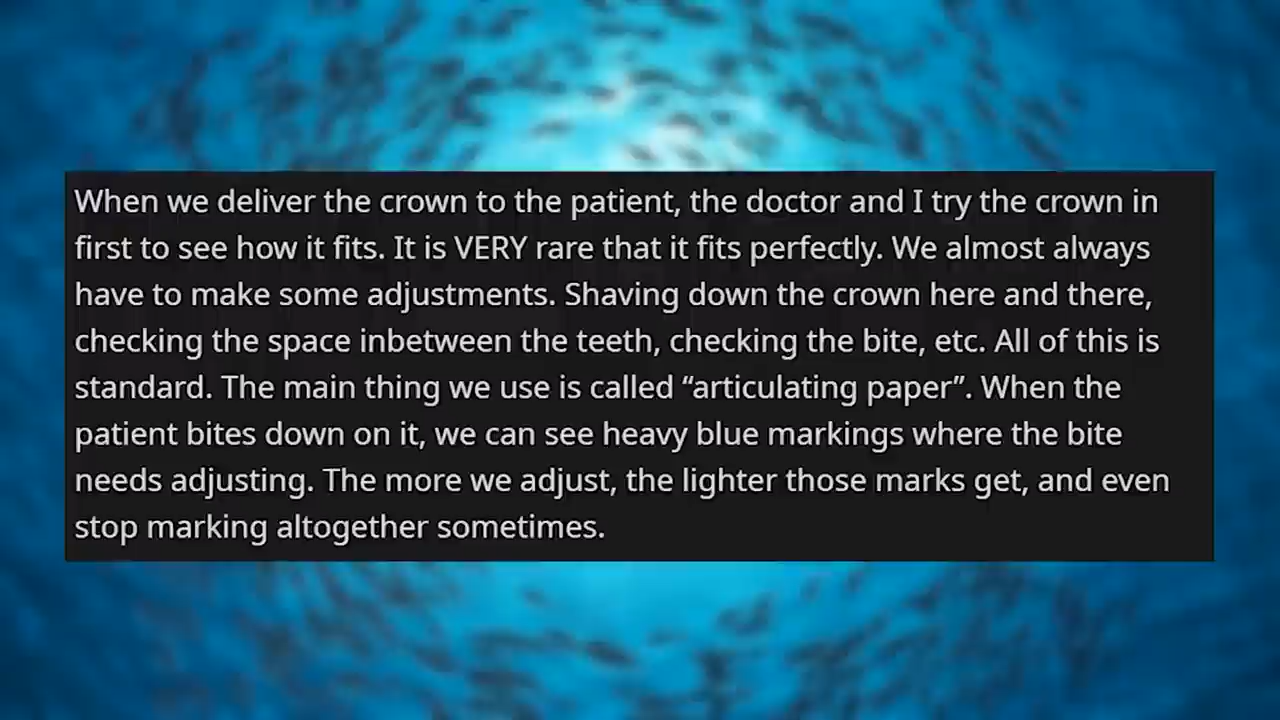 When we deliver the crown to the patient, the doctor and I try the crown in
first to see how it fits. It is VERY rare that it fits perfectly. We almost always
have to make some adjustments. Shaving down the crown here and there,
checking the space inbetween the teeth, checking the bite, etc. All of this is
standard. The main thing we use is called “articulating paper”. When the
patient bites down on it, we can see heavy blue markings where the bite
needs adjusting. The more we adjust, the lighter those marks get, and even
stop marking altogether sometimes.